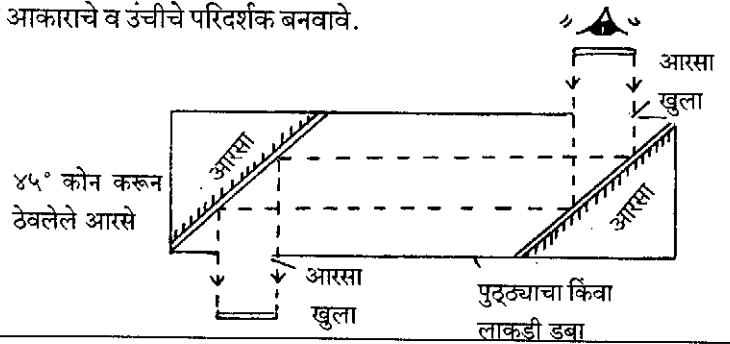 आकाराचे व उंचीचे परिदर्शक बनवावे.
आरसा
खुला
आरसा
४५° कोन करून
ठेवलेले आरसे
आरसा
आरसा
खुला
पुठ्ठ्याचा किंवा
लाकडी डबा